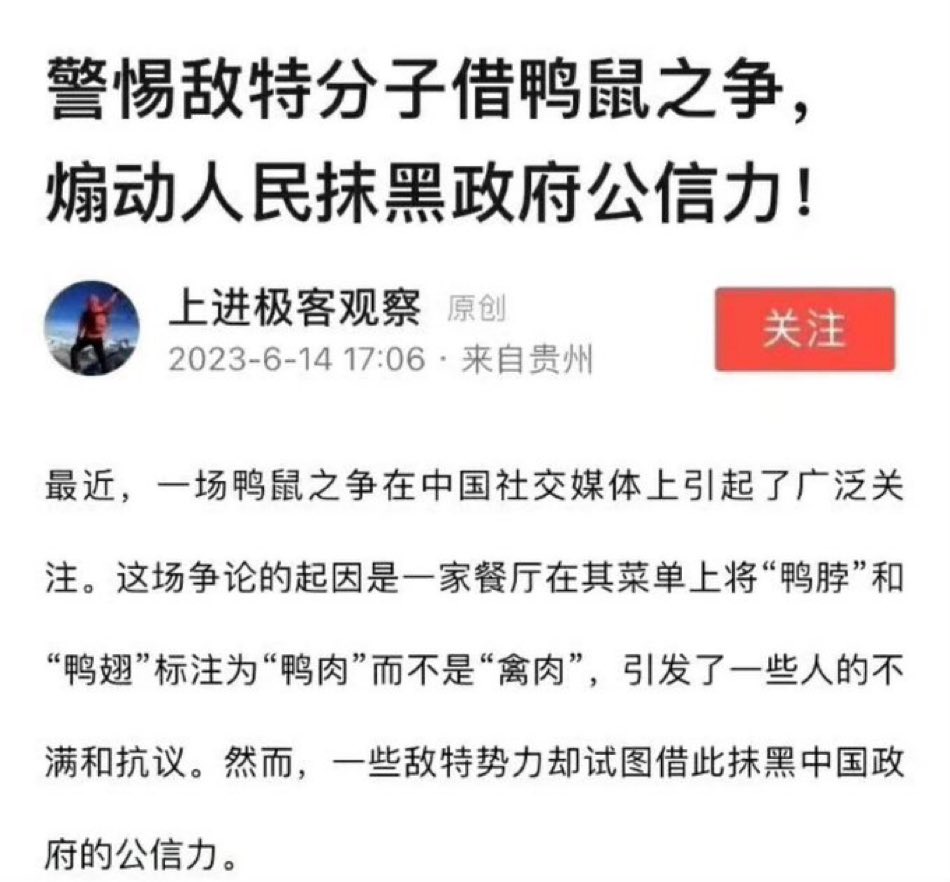 警惕敌特分子借鸭鼠之争，
煽动人民抹黑政府公信力！
上进极客观察 原创
2023-6-14 17:06 · 来自贵州
关注
最近，一场鸭鼠之争在中国社交媒体上引起了广泛关
注。这场争论的起因是一家餐厅在其菜单上将“鸭脖”和
“鸭翅”标注为“鸭肉”而不是“禽肉”，引发了一些人的不
满和抗议。然而，一些敌特势力却试图借此抹黑中国政
府的公信力。